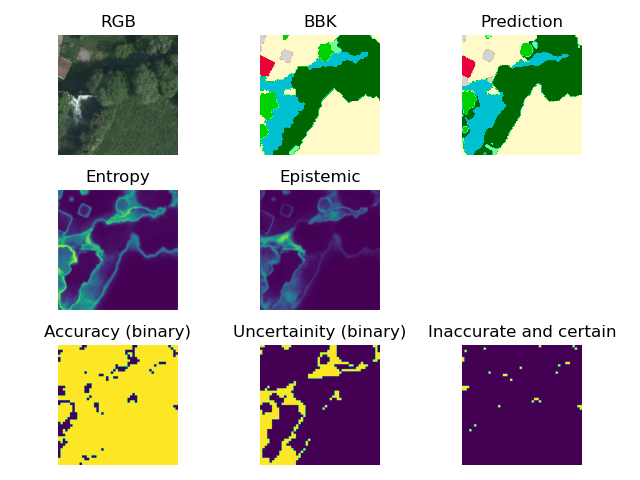 RGB
BBK
Prediction
Entropy
Epistemic
Accuracy (binary)
Uncertainity (binary)
Inaccurate and certain